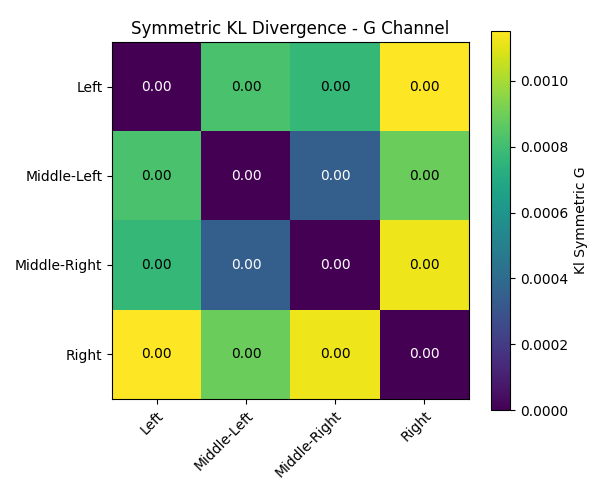 Symmetric KL Divergence - G Channel
Left 0.00 0.00 0.00 0.00
Middle-Left 0.00 0.00 0.00 0.00
Middle-Right 0.00 0.00 0.00 0.00
Right 0.00 0.00 0.00 0.00
Left Middle-Left Middle-Right Right
0.0010
0.0008
0.0006
0.0004
0.0002
0.0000
Kl Symmetric G